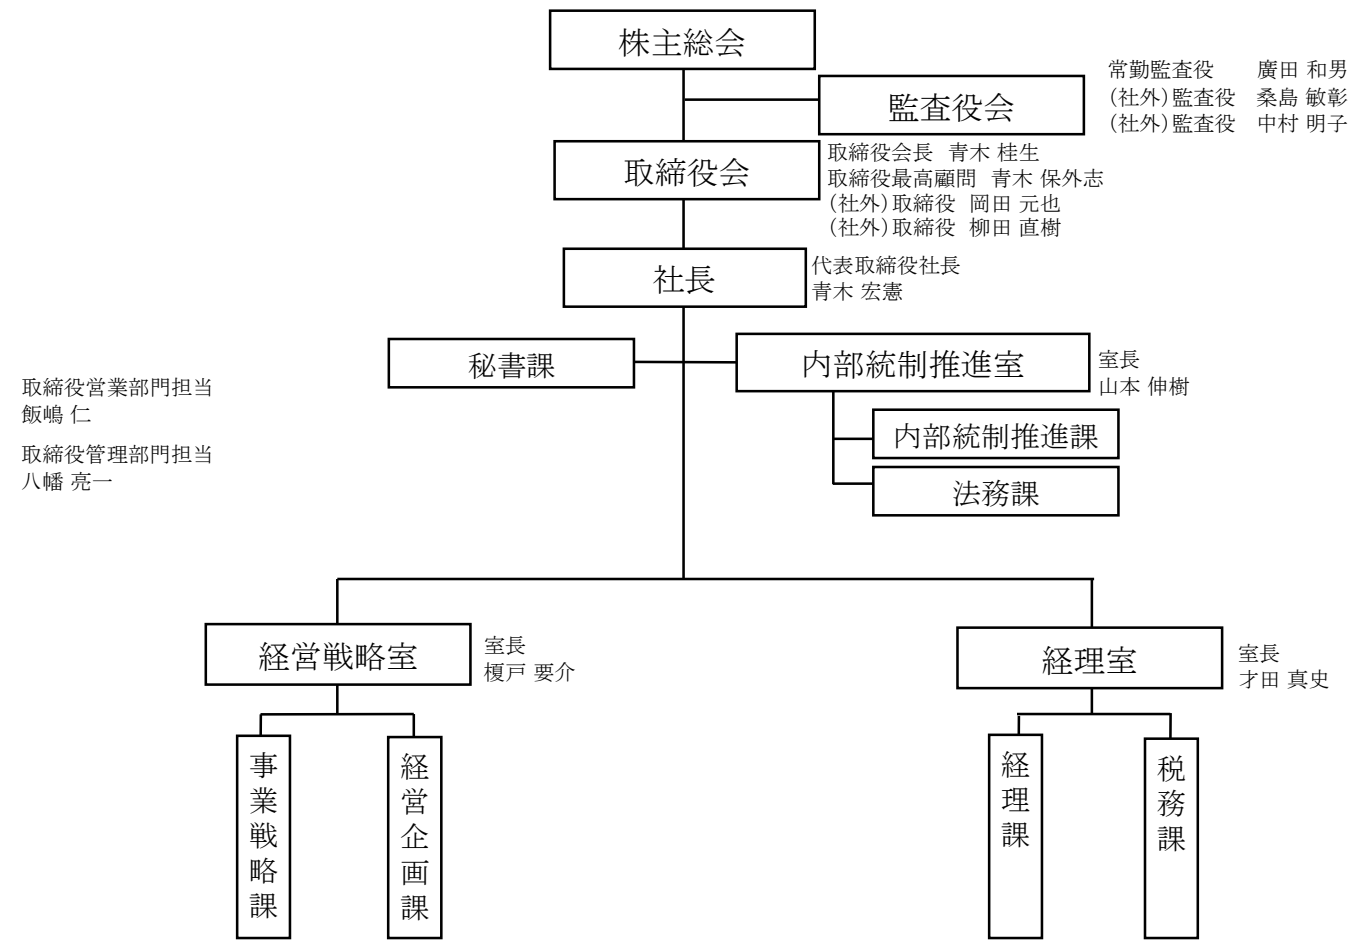 株主総会
監査役会
常勤監査役　廣田 和男
(社外)監査役　桑島 敏彰
(社外)監査役　中村 明子
取締役会
取締役会長　青木 桂生
取締役最高顧問　青木 保外志
(社外)取締役　岡田 元也
(社外)取締役　柳田 直樹
社長
代表取締役社長
青木 宏憲
秘書課
内部統制推進室
室長
山本 伸樹
取締役営業部門担当
飯嶋 仁
取締役管理部門担当
八幡 亮一
内部統制推進課
法務課
経営戦略室
室長
榎戸 要介
経理室
室長
才田 真史
事業戦略課
経営企画課
経理課
税務課